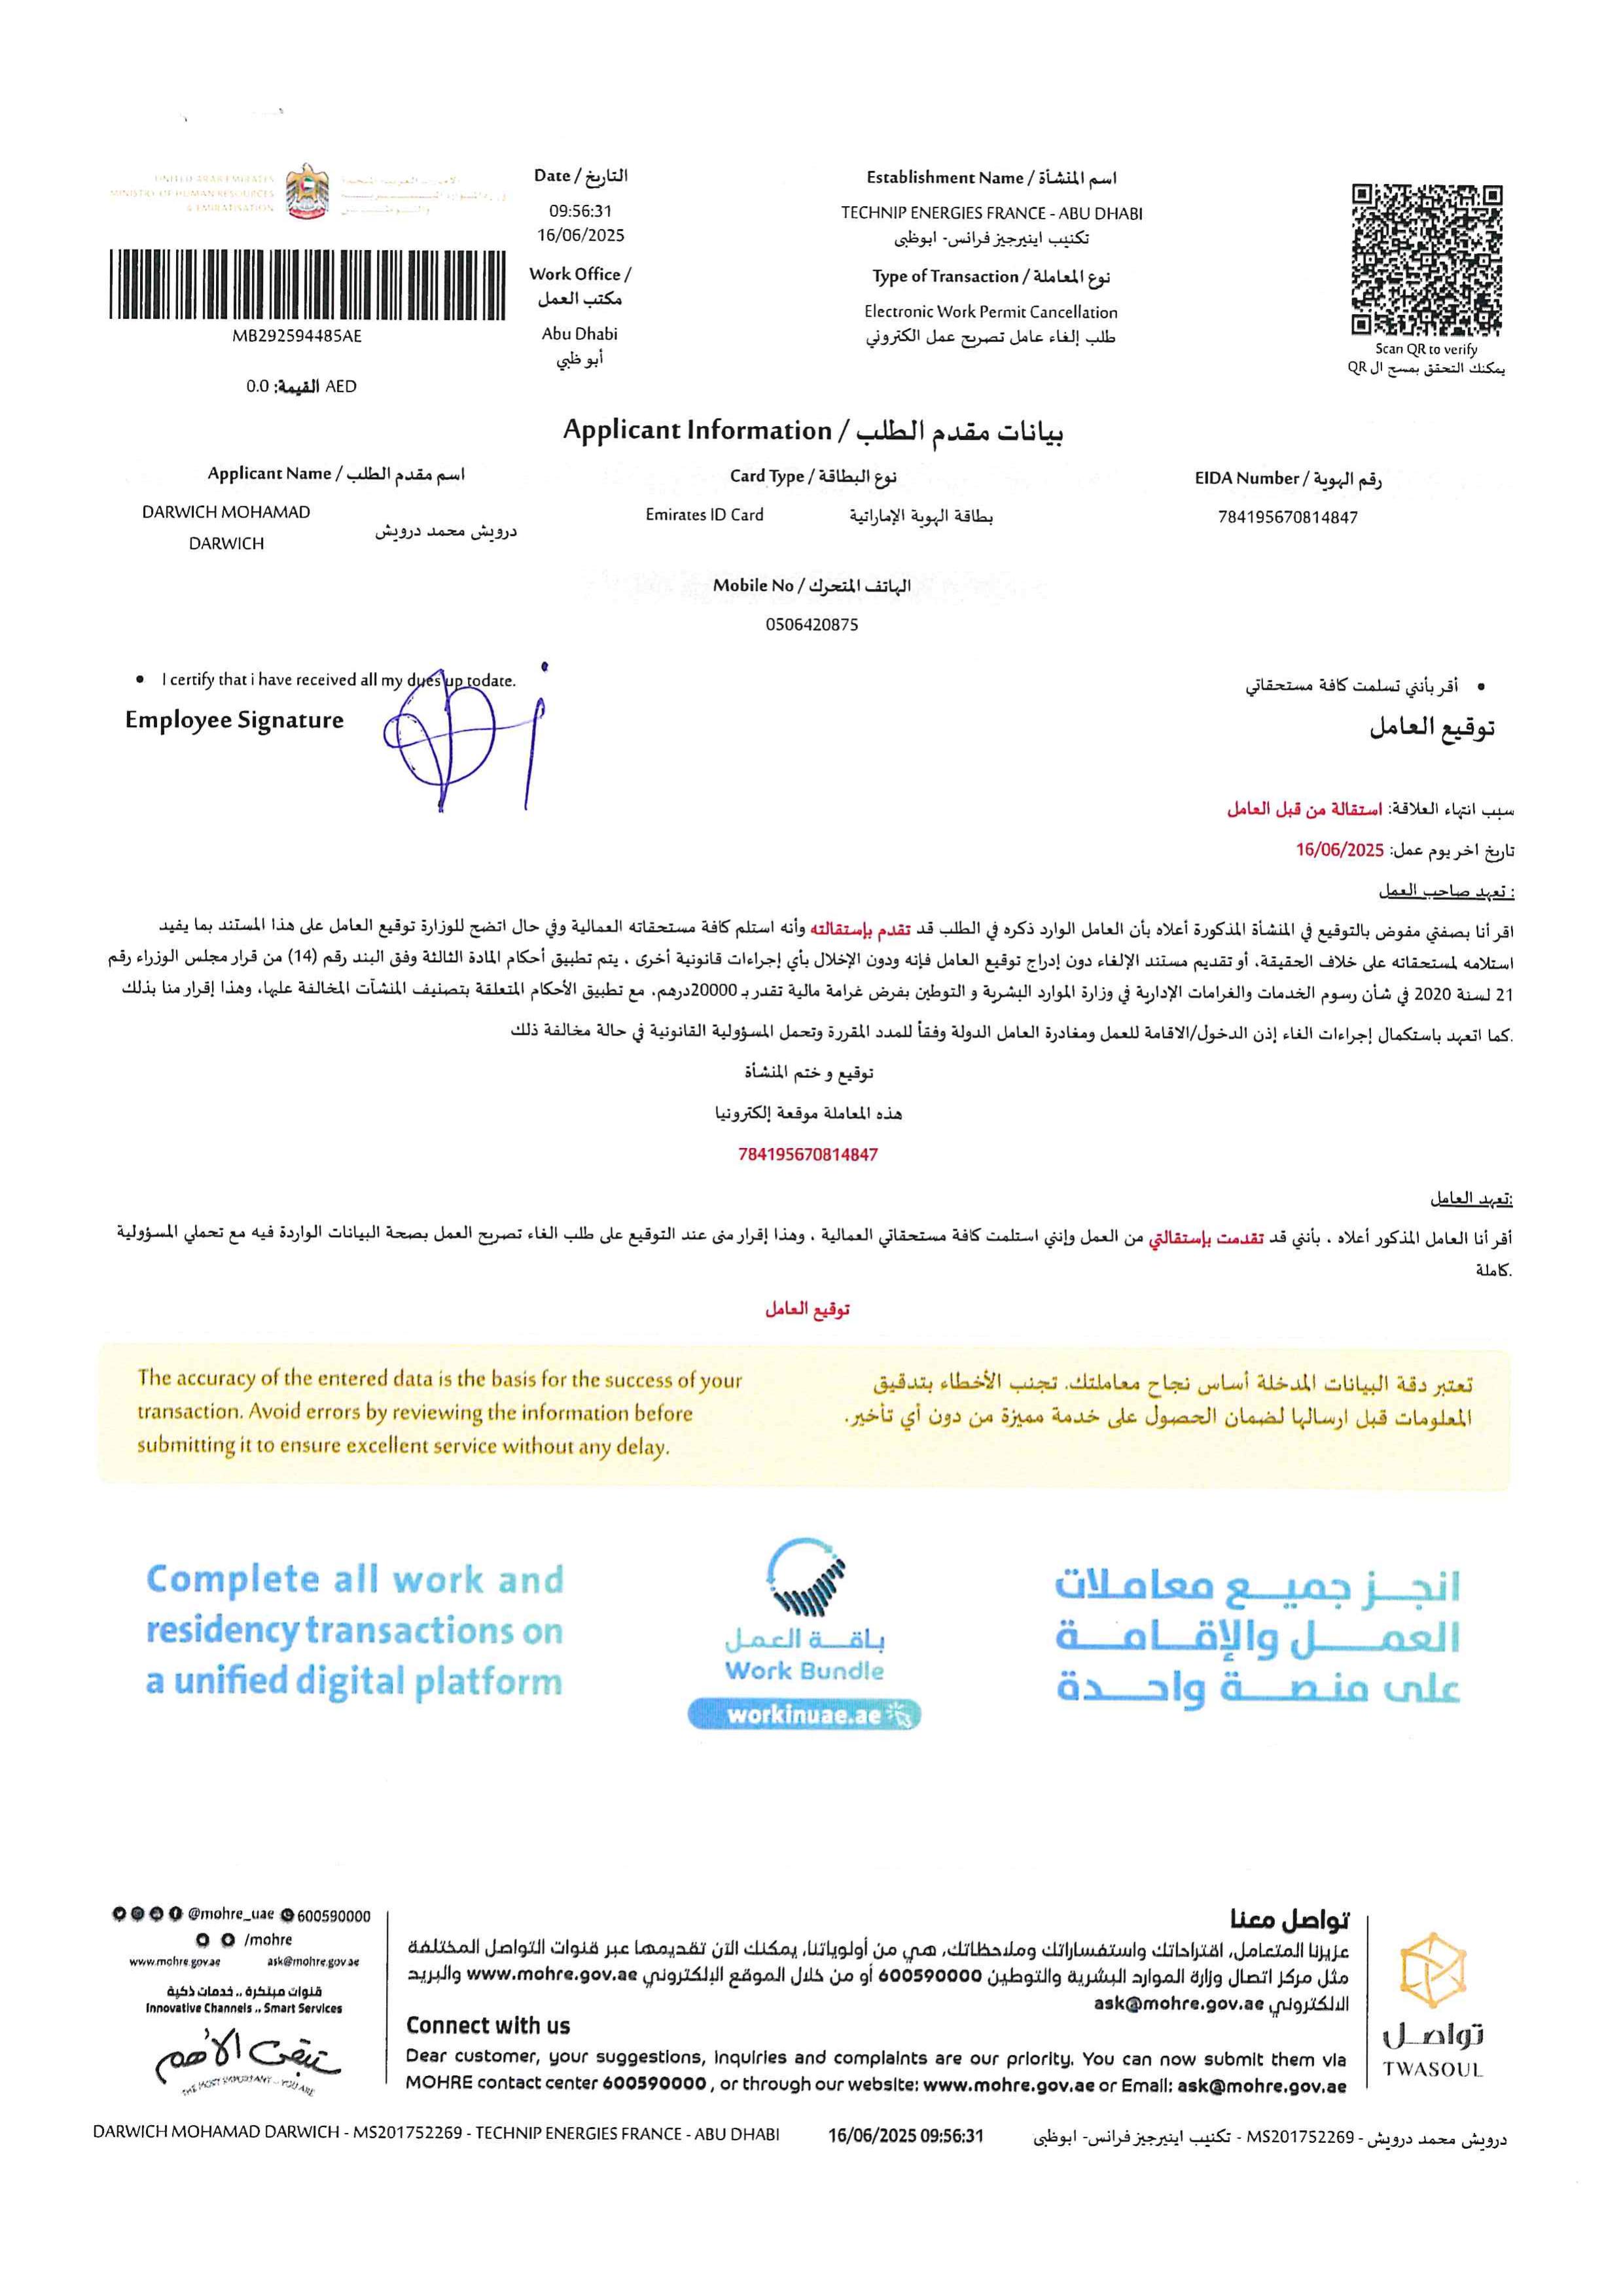 UNITED ARAB EMIRATES
MINISTRY OF HUMAN RESOURCES
& EMIRATISATION
MB292594485AE
القيمة: 0.0 AED
Date / التاريخ
09:56:31
16/06/2025
Work Office /
مكتب العمل
Abu Dhabi
أبو ظبي
Establishment Name / اسم المنشأة
TECHNIP ENERGIES FRANCE - ABU DHABI
تكنيب اينيرجيز فرانس- ابوظبى
Type of Transaction / نوع المعاملة
Electronic Work Permit Cancellation
طلب إلغاء عامل تصريح عمل الكتروني
Scan QR to verify
يمكنك التحقق بمسح ال QR
Applicant Information / بيانات مقدم الطلب
Applicant Name / اسم مقدم الطلب
DARWICH MOHAMAD
DARWICH
درويش محمد درويش
Card Type / نوع البطاقة
Emirates ID Card بطاقة الهوية الإماراتية
EIDA Number / رقم الهوية
784195670814847
Mobile No / الهاتف المتحرك
0506420875
• I certify that i have received all my dues up todate.
• أقر بأنني تسلمت كافة مستحقاتي
Employee Signature
توقيع العامل
سبب انتهاء العلاقة: استقالة من قبل العامل
تاريخ اخر يوم عمل: 16/06/2025
تعهد صاحب العمل :
اقر أنا بصفتي مفوض بالتوقيع في المنشأة المذكورة أعلاه بأن العامل الوارد ذكره في الطلب قد تقدم بإستقالته وأنه استلم كافة مستحقاته العمالية وفي حال اتضح للوزارة توقيع العامل على هذا المستند بما يفيد
استلامه لمستحقاته على خلاف الحقيقة، أو تقديم مستند الإلغاء دون إدراج توقيع العامل فإنه ودون الإخلال بأي إجراءات قانونية أخرى ، يتم تطبيق أحكام المادة الثالثة وفق البند رقم (14) من قرار مجلس الوزراء رقم
21 لسنة 2020 في شأن رسوم الخدمات والغرامات الإدارية في وزارة الموارد البشرية و التوطين بفرض غرامة مالية تقدر بـ 20000درهم، مع تطبيق الأحكام المتعلقة بتصنيف المنشآت المخالفة عليها، وهذا إقرار منا بذلك
.كما اتعهد باستكمال إجراءات الغاء إذن الدخول/الاقامة للعمل ومغادرة العامل الدولة وفقاً للمدد المقررة وتحمل المسؤولية القانونية في حالة مخالفة ذلك
توقيع و ختم المنشأة
هذه المعاملة موقعة إلكترونيا
784195670814847
تعهد العامل:
أقر أنا العامل المذكور أعلاه ، بأنني قد تقدمت بإستقالتي من العمل وإنني استلمت كافة مستحقاتي العمالية ، وهذا إقرار منى عند التوقيع على طلب الغاء تصريح العمل بصحة البيانات الواردة فيه مع تحملي المسؤولية
.كاملة
توقيع العامل
The accuracy of the entered data is the basis for the success of your
transaction. Avoid errors by reviewing the information before
submitting it to ensure excellent service without any delay.
تعتبر دقة البيانات المدخلة أساس نجاح معاملتك. تجنب الأخطاء بتدقيق
المعلومات قبل ارسالها لضمان الحصول على خدمة مميزة من دون أي تأخير.
Complete all work and
residency transactions on
a unified digital platform
باقة العمل
Work Bundle
workinuae.ae
انجز جميع معاملات
العمل والإقامة
على منصة واحدة
@mohre_uae 600590000
/mohre
www.mohre.gov.ae ask@mohre.gov.ae
قنوات مبتكرة .. خدمات ذكية
Innovative Channels .. Smart Services
تبقى الأهم
THE MOST IMPORTANT - YOU ARE
تواصل معنا
عزيزنا المتعامل، اقتراحاتك واستفساراتك وملاحظاتك، هي من أولوياتنا، يمكنك الآن تقديمها عبر قنوات التواصل المختلفة
مثل مركز اتصال وزارة الموارد البشرية والتوطين 600590000 أو من خلال الموقع الإلكتروني www.mohre.gov.ae والبريد
الالكتروني ask@mohre.gov.ae
Connect with us
Dear customer, your suggestions, inquiries and complaints are our priority. You can now submit them via
MOHRE contact center 600590000 , or through our website: www.mohre.gov.ae or Email: ask@mohre.gov.ae
تواصل
TWASOUL
DARWICH MOHAMAD DARWICH - MS201752269 - TECHNIP ENERGIES FRANCE - ABU DHABI
16/06/2025 09:56:31
درويش محمد درويش - MS201752269 - تكنيب اينيرجيز فرانس- ابوظبى